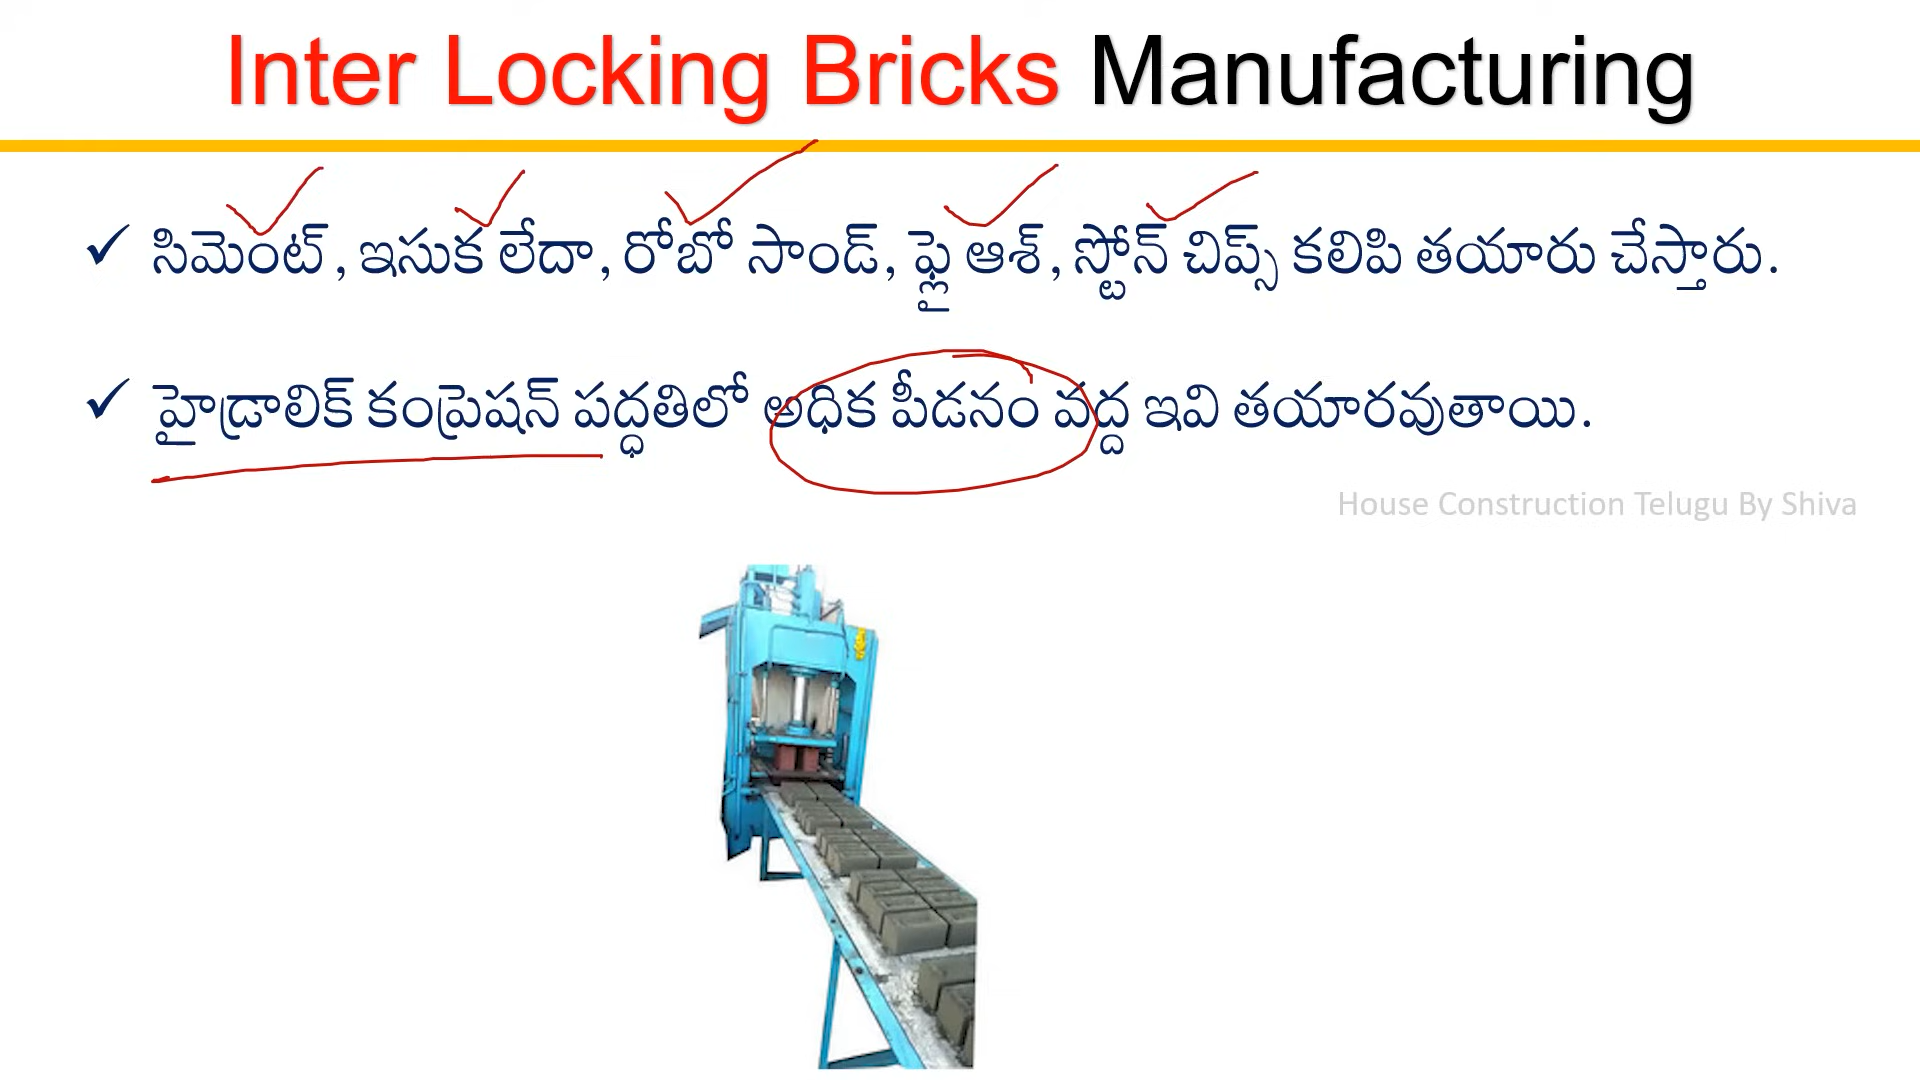 Inter Locking Bricks Manufacturing
✓ సిమెంట్, ఇసుక లేదా, రోబో సాండ్, ఫ్లై ఆశ్, స్టోన్ చిప్స్ కలిపి తయారు చేస్తారు.
✓ హైడ్రాలిక్ కంప్రెషన్ పద్ధతిలో అధిక పీడనం వద్ద ఇవి తయారవుతాయి.
House Construction Telugu By Shiva